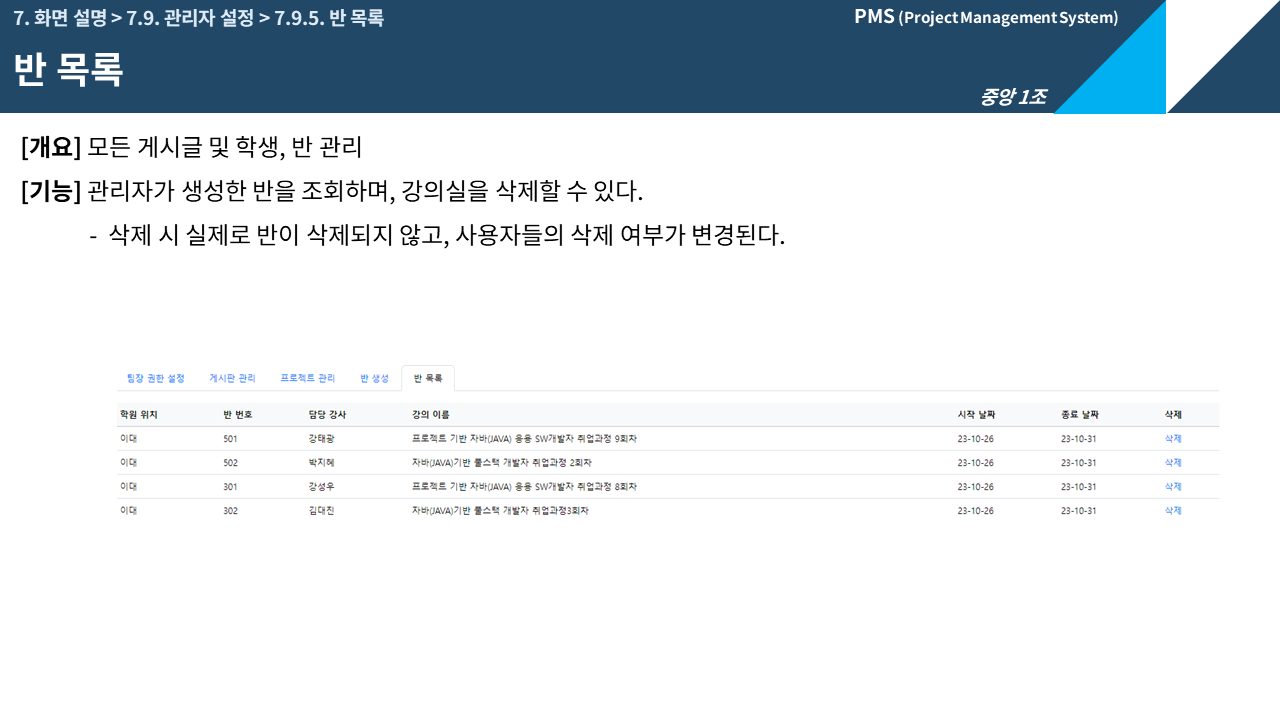 7. 화면 설명 > 7.9. 관리자 설정 > 7.9.5. 반 목록
PMS (Project Management System)
반 목록
중앙 1조
[개요] 모든 게시글 및 학생, 반 관리
[기능] 관리자가 생성한 반을 조회하며, 강의실을 삭제할 수 있다.
- 삭제 시 실제로 반이 삭제되지 않고, 사용자들의 삭제 여부가 변경된다.
팀장 권한 설정 게시판 관리 프로젝트 관리 반 생성 반 목록
학원 위치 반 번호 담당 강사 강의 이름 시작 날짜 종료 날짜 삭제
이대 501 강태광 프로젝트 기반 자바(JAVA) 응용 SW개발자 취업과정 9회차 23-10-26 23-10-31 삭제
이대 502 박지혜 자바(JAVA)기반 풀스택 개발자 취업과정 2회차 23-10-26 23-10-31 삭제
이대 301 강성우 프로젝트 기반 자바(JAVA) 응용 SW개발자 취업과정 8회차 23-10-26 23-10-31 삭제
이대 302 김대진 자바(JAVA)기반 풀스택 개발자 취업과정3회차 23-10-26 23-10-31 삭제